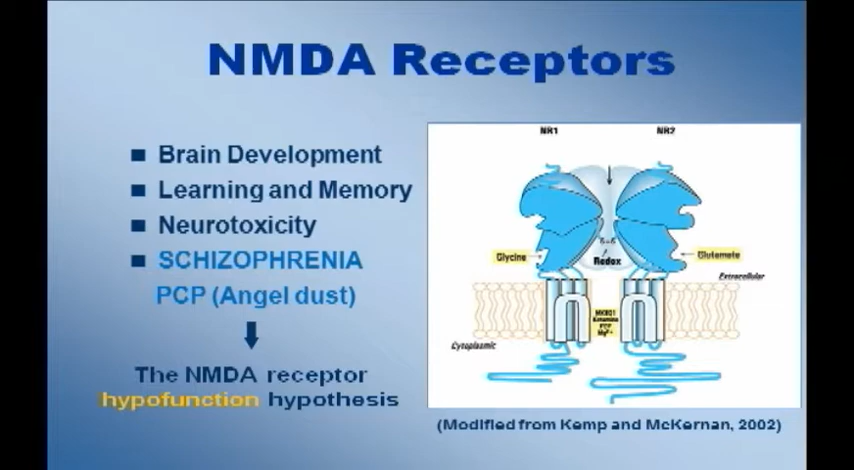 NMDA Receptors
Brain Development
Learning and Memory
Neurotoxicity
SCHIZOPHRENIA
PCP (Angel dust)
The NMDA receptor
hypofunction hypothesis
NR1
NR2
S-S
Redox
Glycine
Glutamate
Extracellular
MK801
Ketamine
PCP
Mg²⁺
Cytoplasmic
(Modified from Kemp and McKernan, 2002)